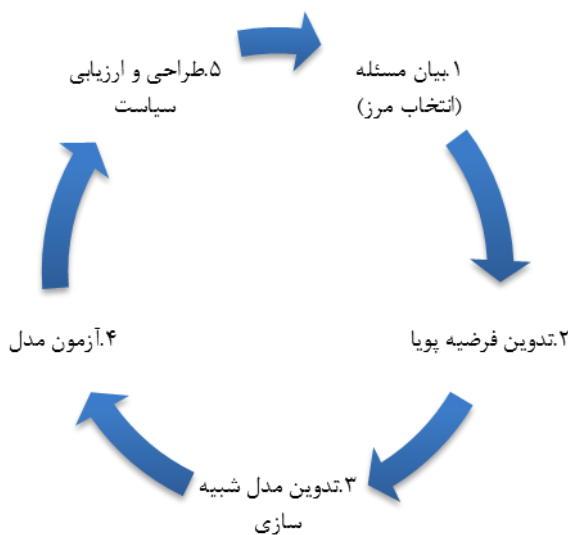 ۱.بیان مسئله
(انتخاب مرز)
۲.تدوین فرضیه پویا
۳.تدوین مدل شبیه
سازی
۴.آزمون مدل
۵.طراحی و ارزیابی
سیاست